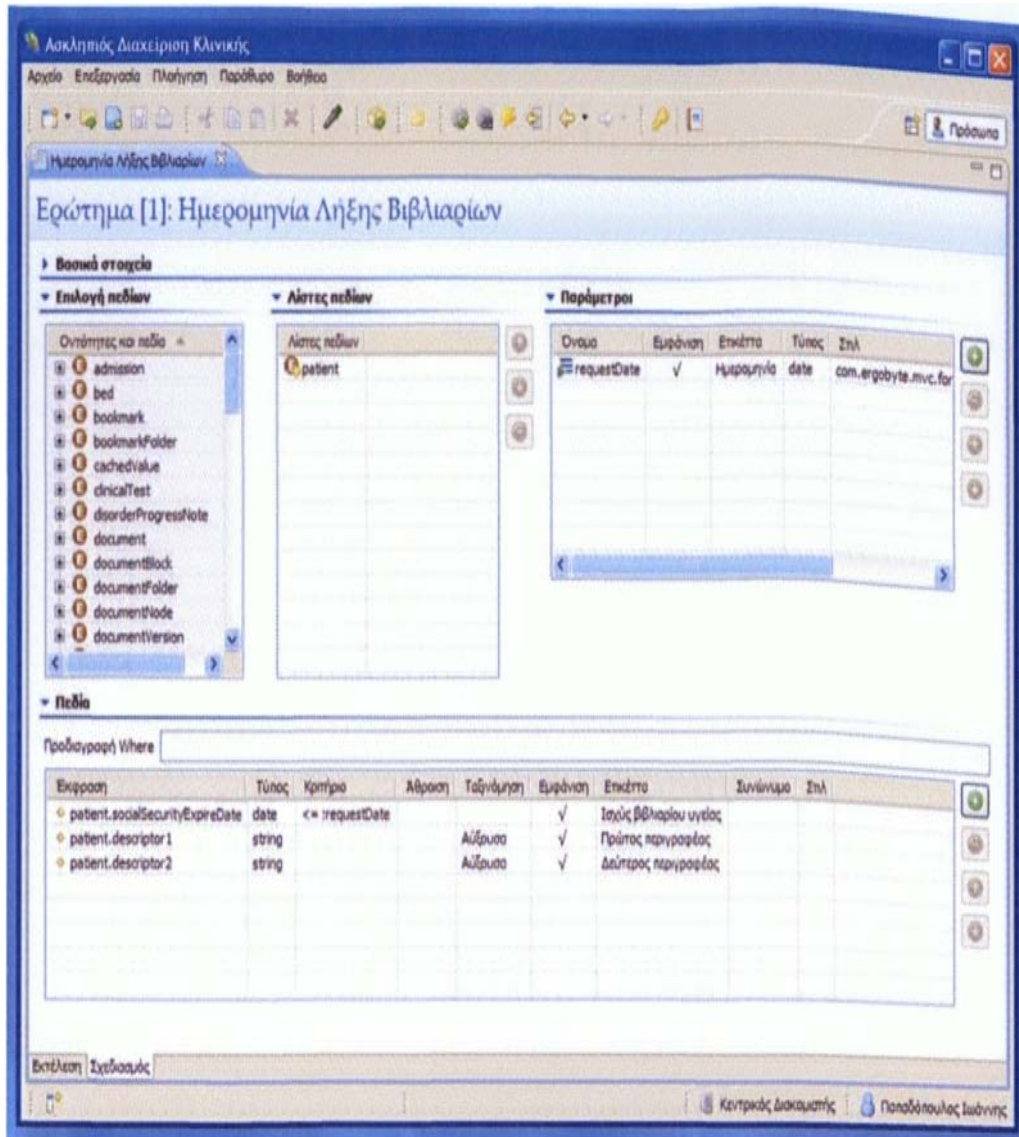 Ασκληπιός Διαχείριση Κλινικής
Αρχείο Επεξεργασία Πλοήγηση Παράθυρο Βοήθεια
Πρόσωπα
Ημερομηνία Λήξης Βιβλιαρίων
Ερώτημα [1]: Ημερομηνία Λήξης Βιβλιαρίων
Βασικά στοιχεία
Επιλογή πεδίων
Οντότητες και πεδία
admission
bed
bookmark
bookmarkFolder
cachedValue
clinicalTest
disorderProgressNote
document
documentBlock
documentFolder
documentNode
documentVersion
Λίστες πεδίων
Λίστες πεδίων
patient
Παράμετροι
Όνομα Εμφάνιση Ετικέττα Τύπος Σπλ
requestDate √ Ημερομηνία date com.ergobyte.mvc.for
Πεδία
Προδιαγραφή Where
Έκφραση Τύπος Κριτήριο Άθροιση Ταξινόμηση Εμφάνιση Ετικέττα Συνώνυμο Σπλ
patient.socialSecurityExpireDate date <= :requestDate √ Ισχύς βιβλιαρίου υγείας
patient.descriptor1 string Αύξουσα √ Πρώτος περιγραφέας
patient.descriptor2 string Αύξουσα √ Δεύτερος περιγραφέας
Εκτέλεση Σχεδιασμός
Κεντρικός Διακομιστής Παπαδόπουλος Ιωάννης